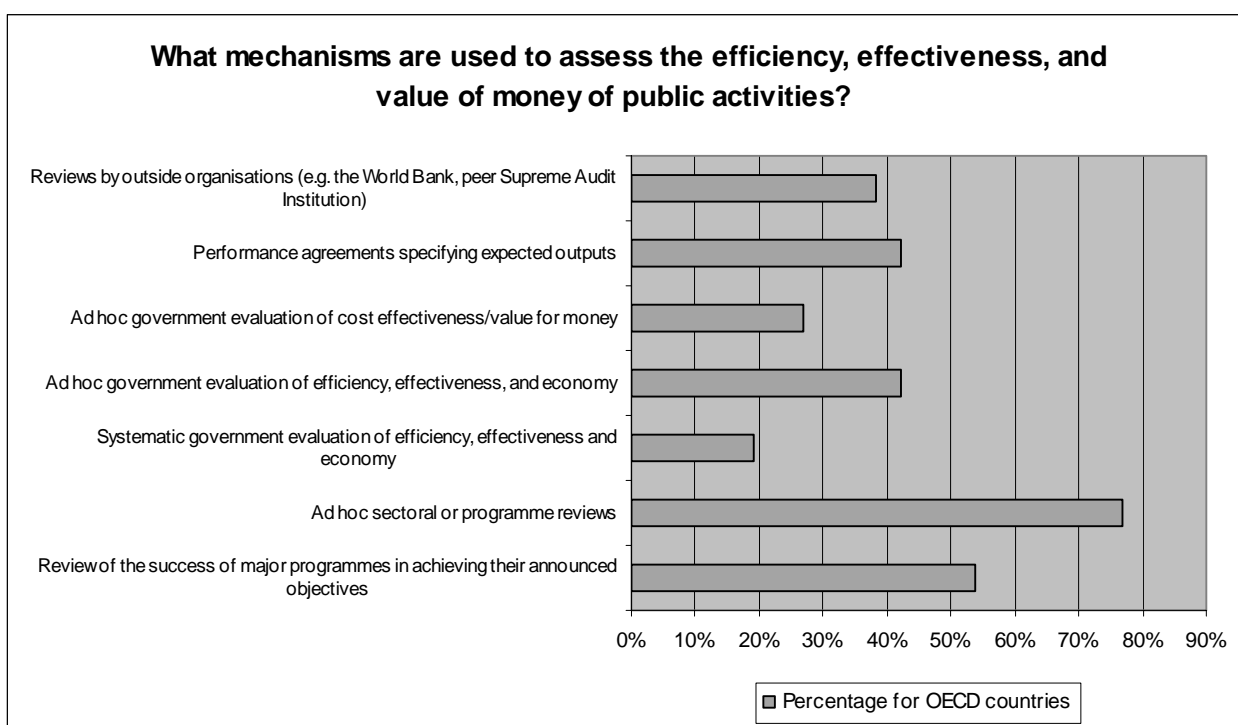 What mechanisms are used to assess the efficiency, effectiveness, and
value of money of public activities?
Reviews by outside organisations (e.g. the World Bank, peer Supreme Audit
Institution)
Performance agreements specifying expected outputs
Ad hoc government evaluation of cost effectiveness/value for money
Ad hoc government evaluation of efficiency, effectiveness, and economy
Systematic government evaluation of efficiency, effectiveness and
economy
Ad hoc sectoral or programme reviews
Review of the success of major programmes in achieving their announced
objectives
0% 10% 20% 30% 40% 50% 60% 70% 80% 90%
Percentage for OECD countries